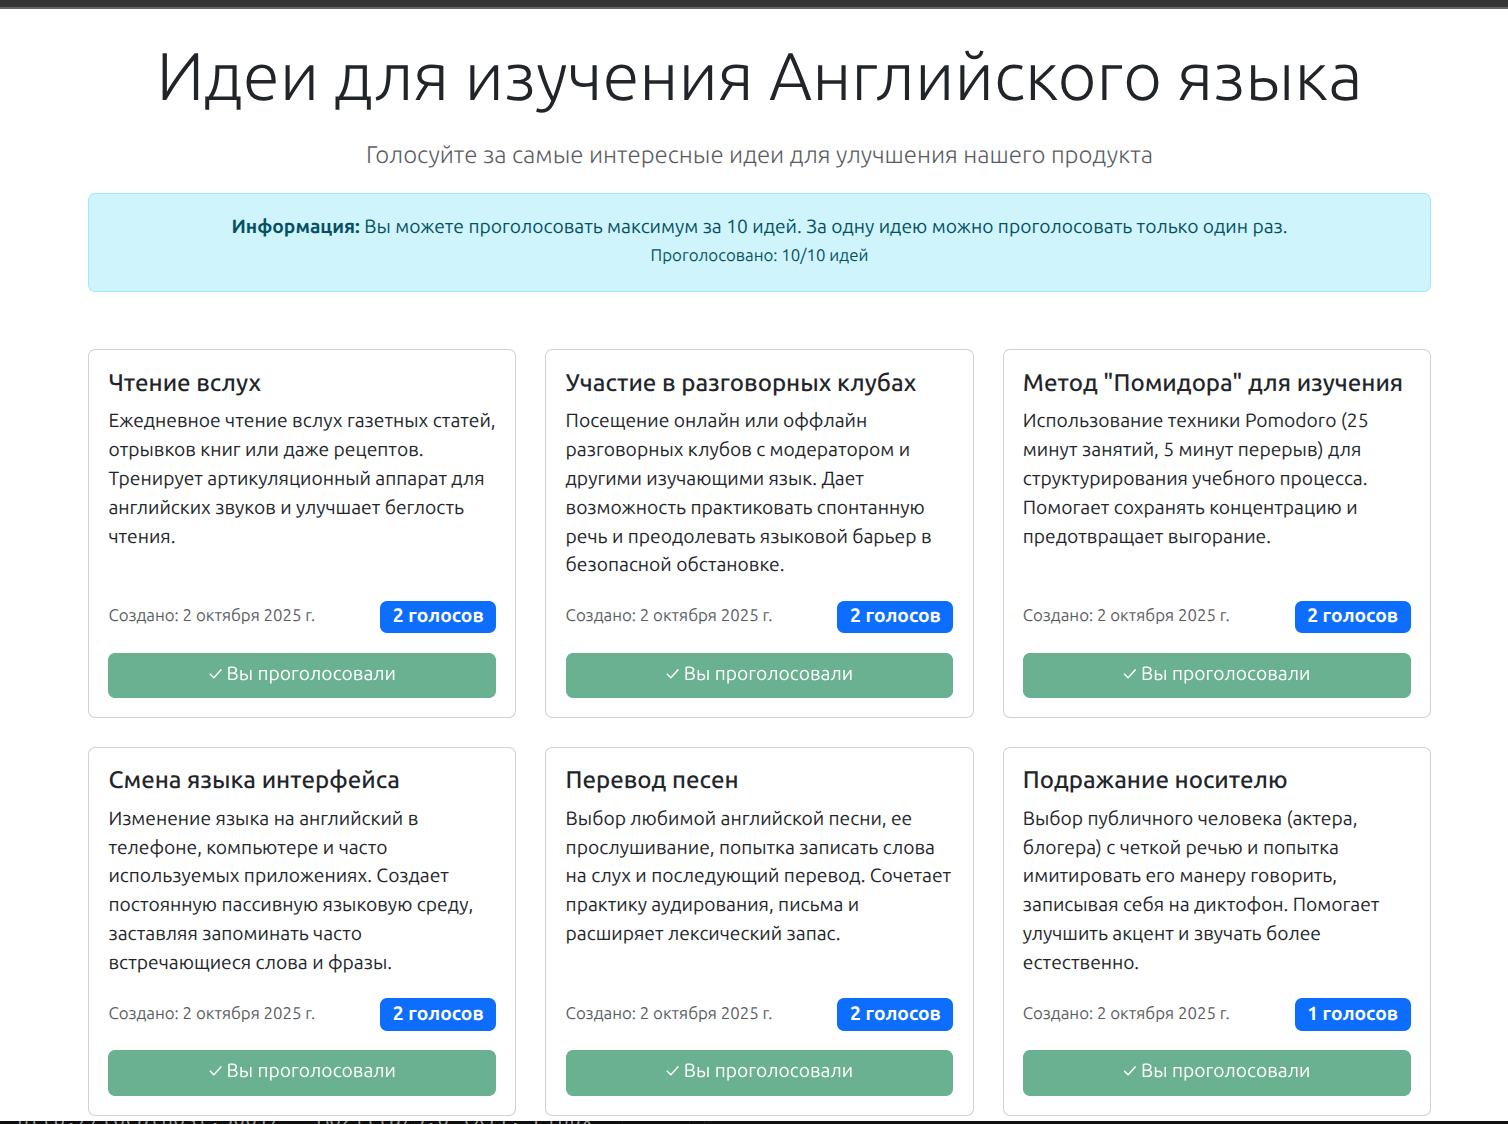 Идеи для изучения Английского языка
Голосуйте за самые интересные идеи для улучшения нашего продукта
Информация: Вы можете проголосовать максимум за 10 идей. За одну идею можно проголосовать только один раз.
Проголосовано: 10/10 идей
Чтение вслух
Ежедневное чтение вслух газетных статей,
отрывков книг или даже рецептов.
Тренирует артикуляционный аппарат для
английских звуков и улучшает беглость
чтения.
Создано: 2 октября 2025 г.
2 голосов
✓ Вы проголосовали
Участие в разговорных клубах
Посещение онлайн или оффлайн
разговорных клубов с модератором и
другими изучающими язык. Дает
возможность практиковать спонтанную
речь и преодолевать языковой барьер в
безопасной обстановке.
Создано: 2 октября 2025 г.
2 голосов
✓ Вы проголосовали
Метод "Помидора" для изучения
Использование техники Pomodoro (25
минут занятий, 5 минут перерыв) для
структурирования учебного процесса.
Помогает сохранять концентрацию и
предотвращает выгорание.
Создано: 2 октября 2025 г.
2 голосов
✓ Вы проголосовали
Смена языка интерфейса
Изменение языка на английский в
телефоне, компьютере и часто
используемых приложениях. Создает
постоянную пассивную языковую среду,
заставляя запоминать часто
встречающиеся слова и фразы.
Создано: 2 октября 2025 г.
2 голосов
✓ Вы проголосовали
Перевод песен
Выбор любимой английской песни, ее
прослушивание, попытка записать слова
на слух и последующий перевод. Сочетает
практику аудирования, письма и
расширяет лексический запас.
Создано: 2 октября 2025 г.
2 голосов
✓ Вы проголосовали
Подражание носителю
Выбор публичного человека (актера,
блогера) с четкой речью и попытка
имитировать его манеру говорить,
записывая себя на диктофон. Помогает
улучшить акцент и звучать более
естественно.
Создано: 2 октября 2025 г.
1 голосов
✓ Вы проголосовали